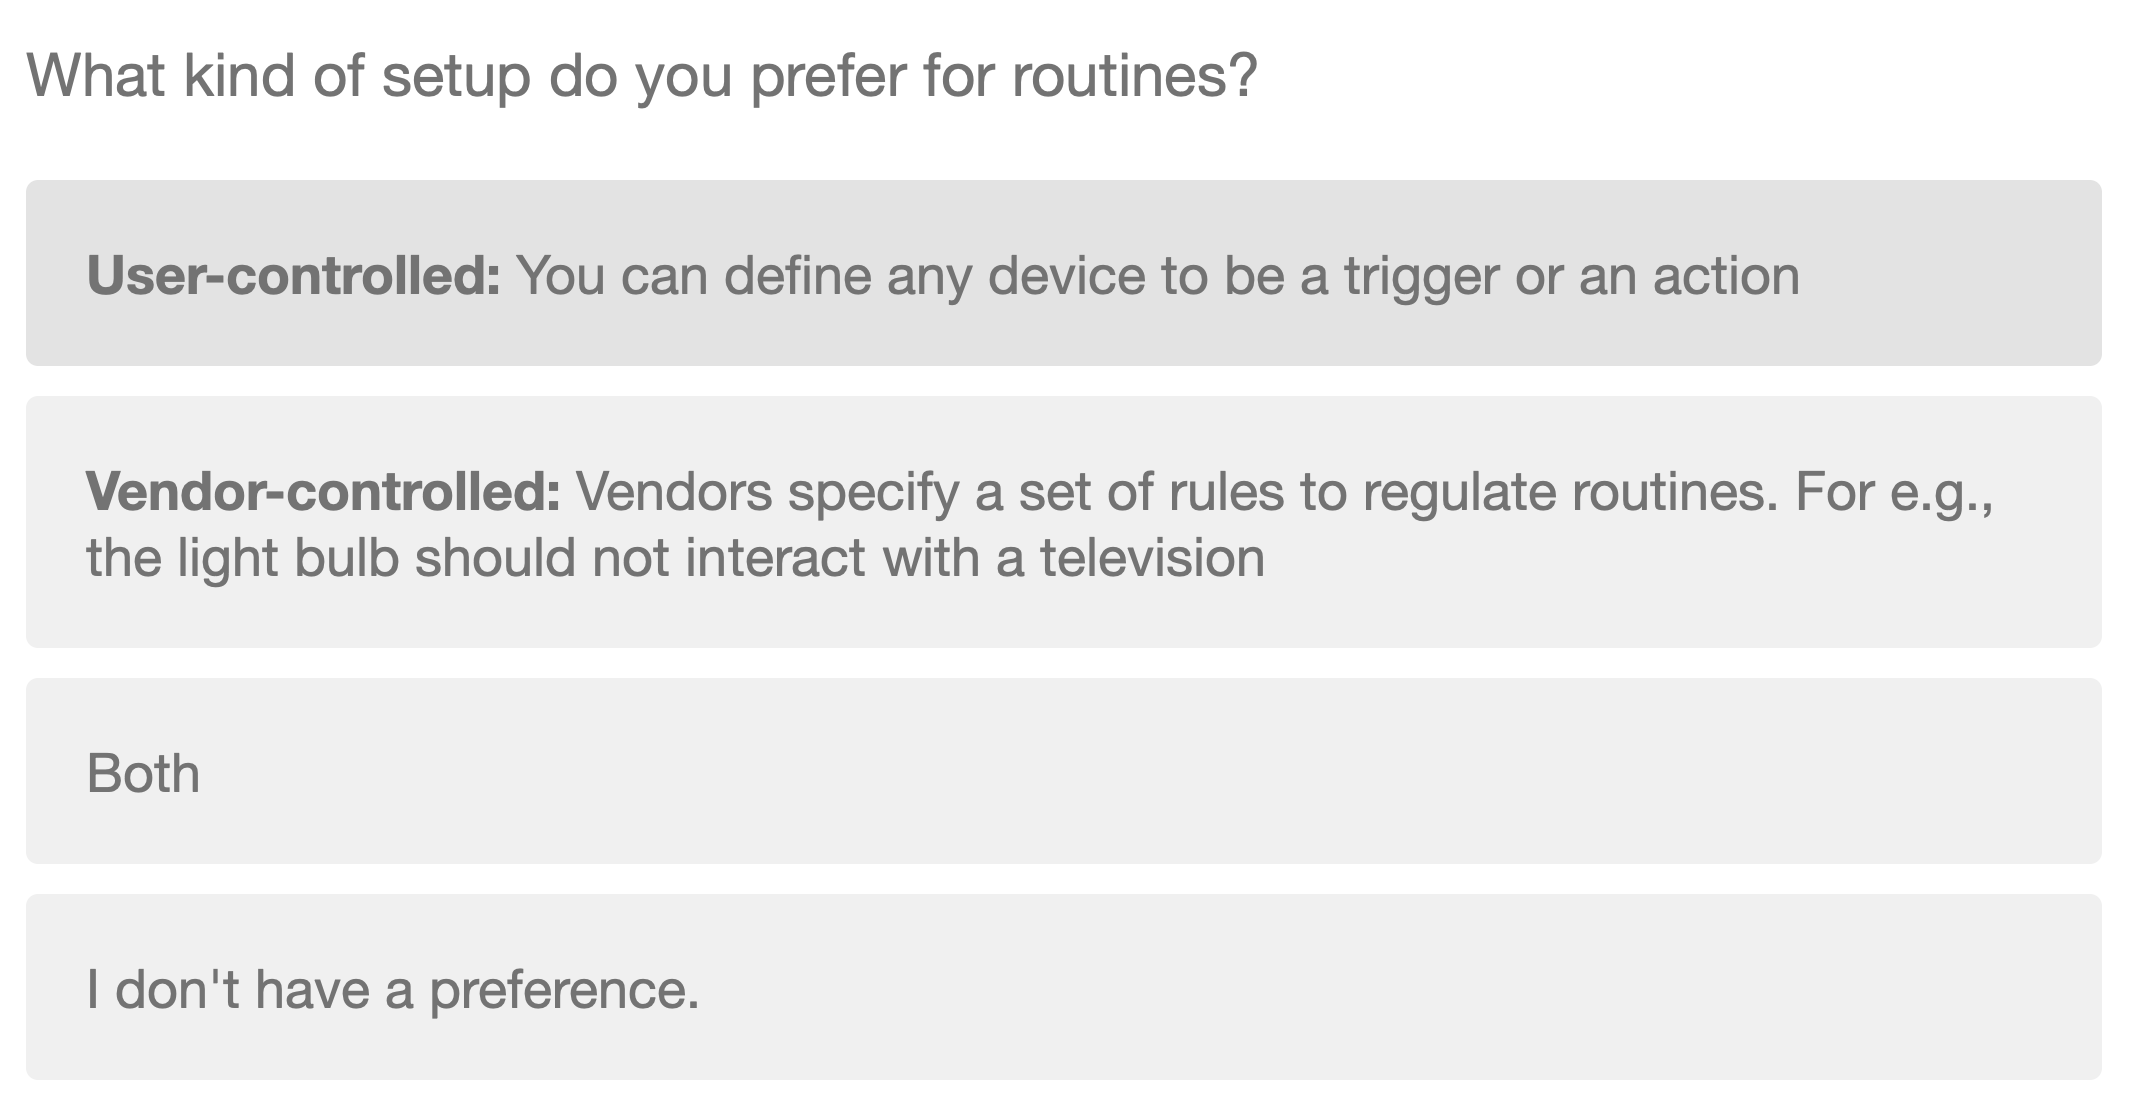 What kind of setup do you prefer for routines?
User-controlled: You can define any device to be a trigger or an action
Vendor-controlled: Vendors specify a set of rules to regulate routines. For e.g.,
the light bulb should not interact with a television
Both
I don't have a preference.